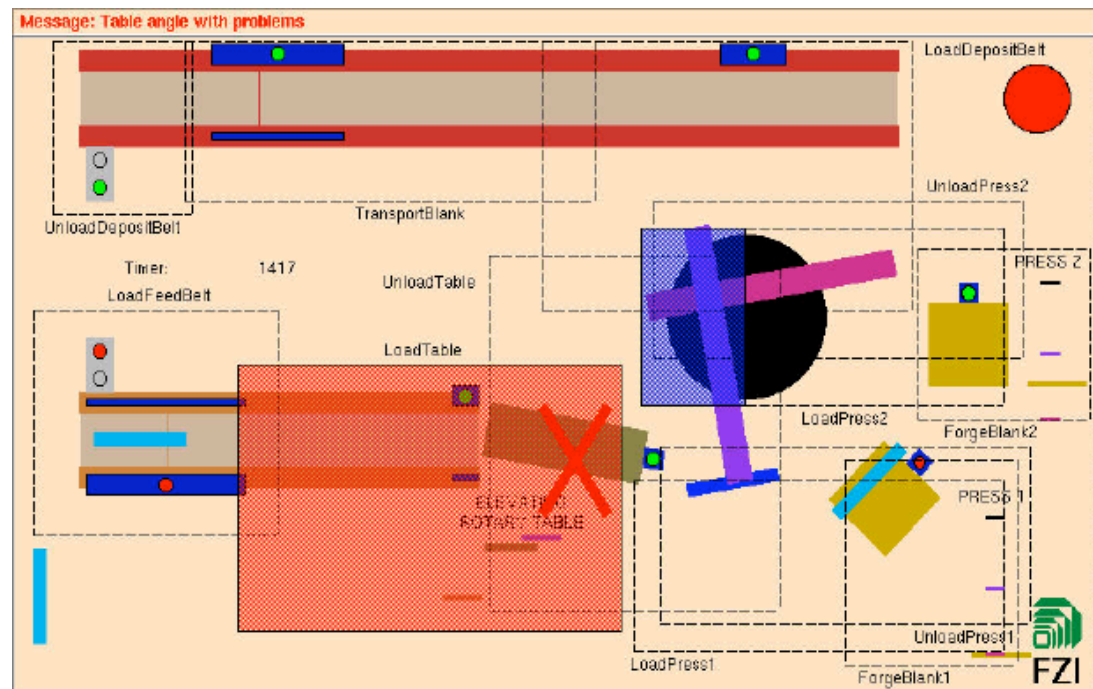 Message: Table angle with problems
LoadDepositBelt
UnloadPress2
TransportBlank
UnloadDepositBelt
Timer: 1417
PRESS 2
UnloadTable
LoadFeedBelt
LoadTable
LoadPress2
ForgeBlank2
PRESS 1
ELEVATING
ROTARY TABLE
UnloadPress1
LoadPress1
ForgeBlank1
FZI